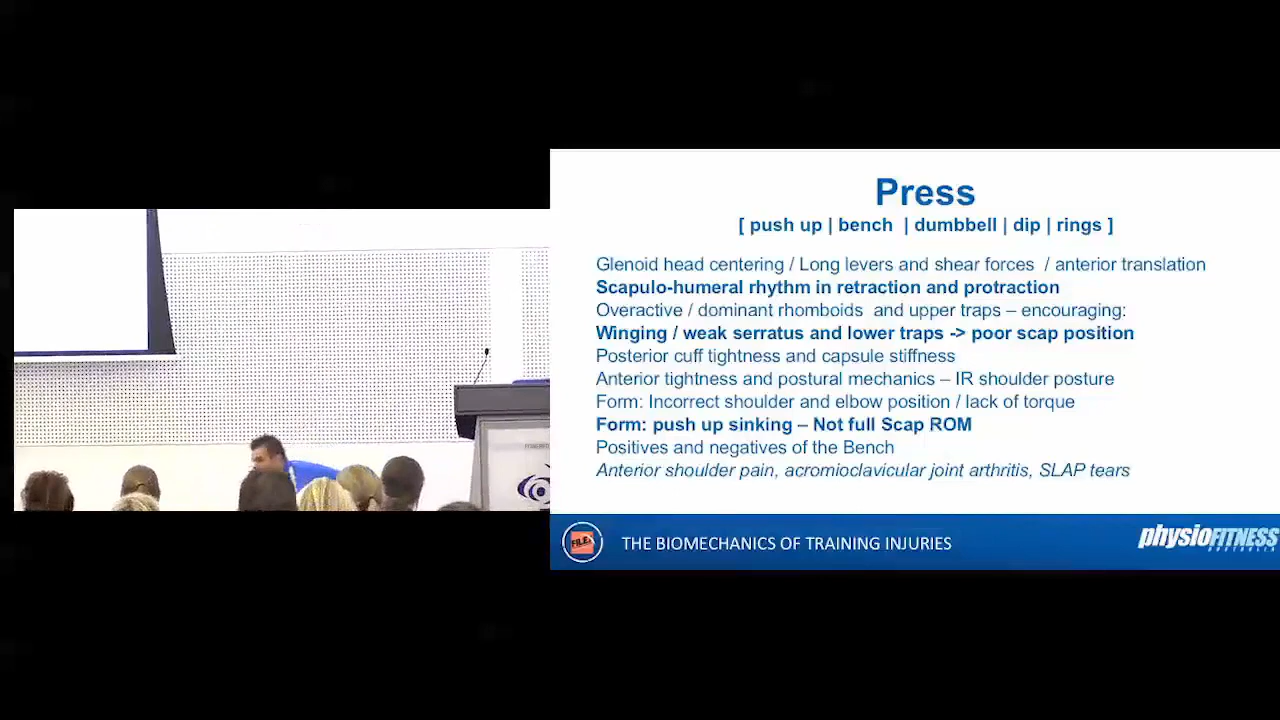 Press
[ push up | bench | dumbbell | dip | rings ]
Glenoid head centering / Long levers and shear forces / anterior translation
Scapulo-humeral rhythm in retraction and protraction
Overactive / dominant rhomboids and upper traps – encouraging:
Winging / weak serratus and lower traps -> poor scap position
Posterior cuff tightness and capsule stiffness
Anterior tightness and postural mechanics – IR shoulder posture
Form: Incorrect shoulder and elbow position / lack of torque
Form: push up sinking – Not full Scap ROM
Positives and negatives of the Bench
Anterior shoulder pain, acromioclavicular joint arthritis, SLAP tears
FILEX
THE BIOMECHANICS OF TRAINING INJURIES
physioFITNESS
AUSTRALIA